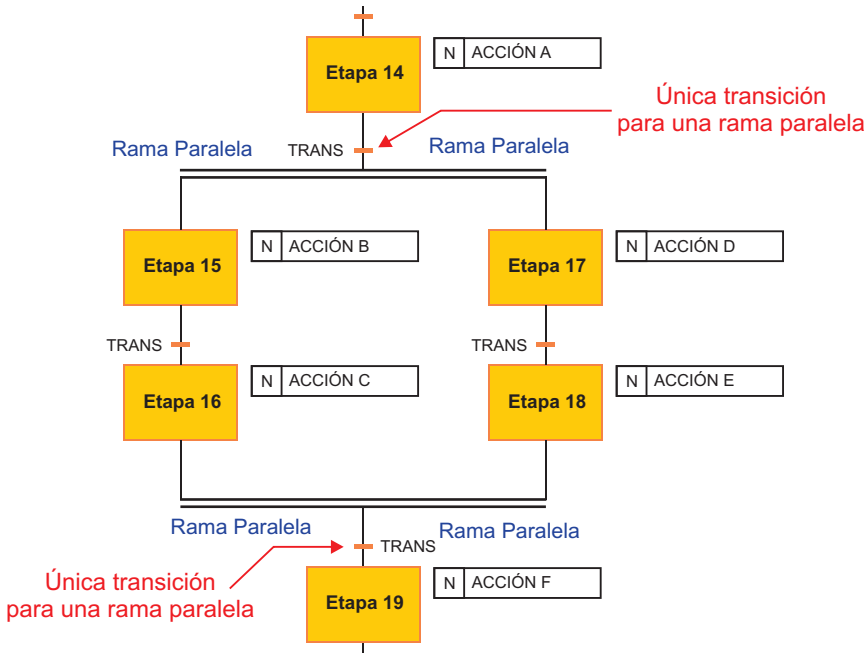 Etapa 14
N ACCIÓN A
Única transición
para una rama paralela
Rama Paralela
TRANS
Rama Paralela
Etapa 15
N ACCIÓN B
Etapa 17
N ACCIÓN D
TRANS
TRANS
Etapa 16
N ACCIÓN C
Etapa 18
N ACCIÓN E
Rama Paralela
Rama Paralela
TRANS
Única transición
para una rama paralela
Etapa 19
N ACCIÓN F